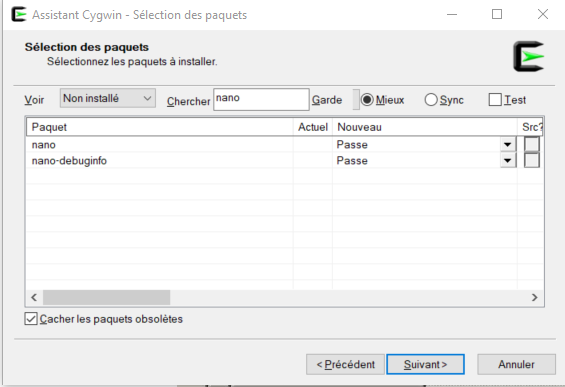 Assistant Cygwin - Sélection des paquets
Sélection des paquets
Sélectionnez les paquets à installer.
Voir Non installé Chercher nano Garde Mieux Sync Test
Paquet Actuel Nouveau Src?
nano Passe
nano-debuginfo Passe
Cacher les paquets obsolètes
< Précédent Suivant > Annuler